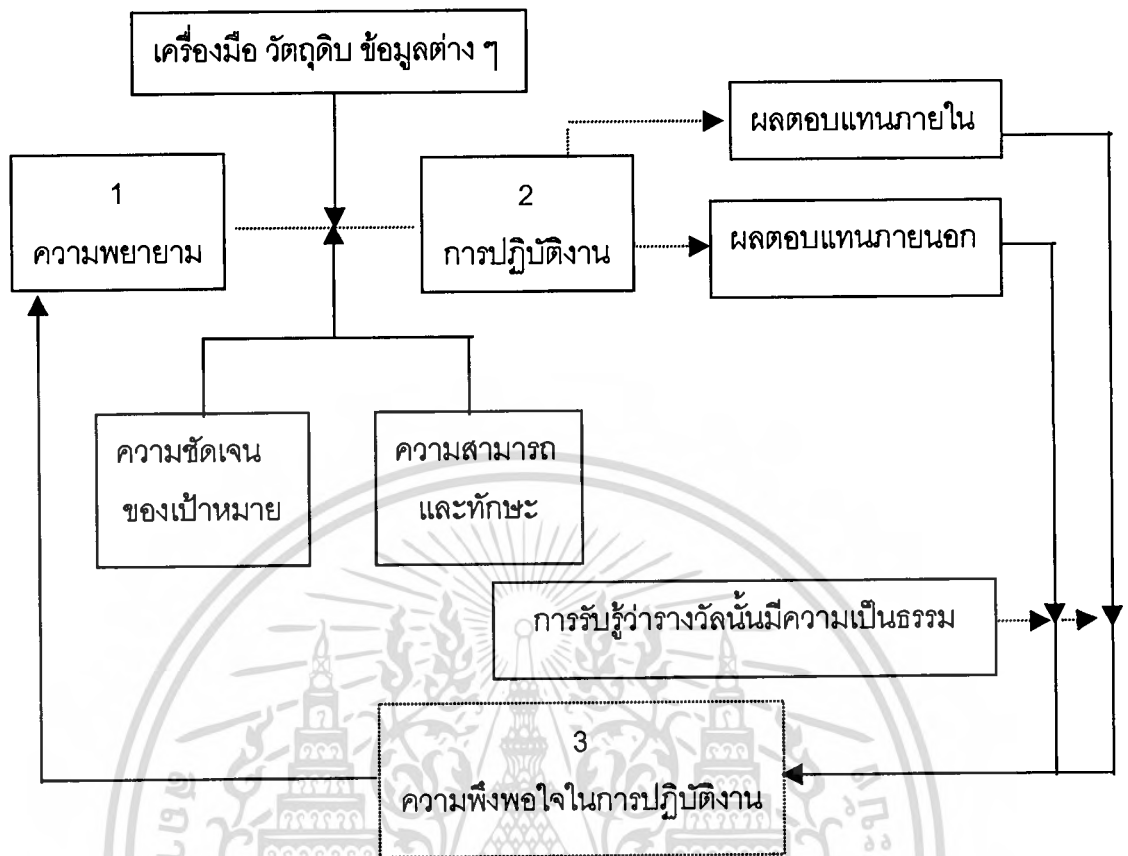 เครื่องมือ วัตถุดิบ ข้อมูลต่าง ๆ
ผลตอบแทนภายใน
1
ความพยายาม
2
การปฏิบัติงาน
ผลตอบแทนภายนอก
ความชัดเจน
ของเป้าหมาย
ความสามารถ
และทักษะ
การรับรู้ว่ารางวัลนั้นมีความเป็นธรรม
3
ความพึงพอใจในการปฏิบัติงาน